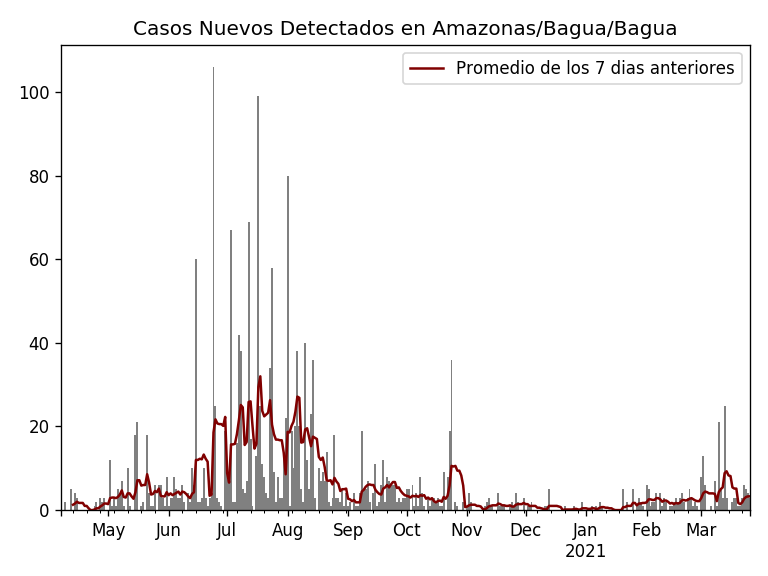 Casos Nuevos Detectados en Amazonas/Bagua/Bagua
Promedio de los 7 dias anteriores
100
80
60
40
20
0
May Jun Jul Aug Sep Oct Nov Dec Jan Feb Mar
2021